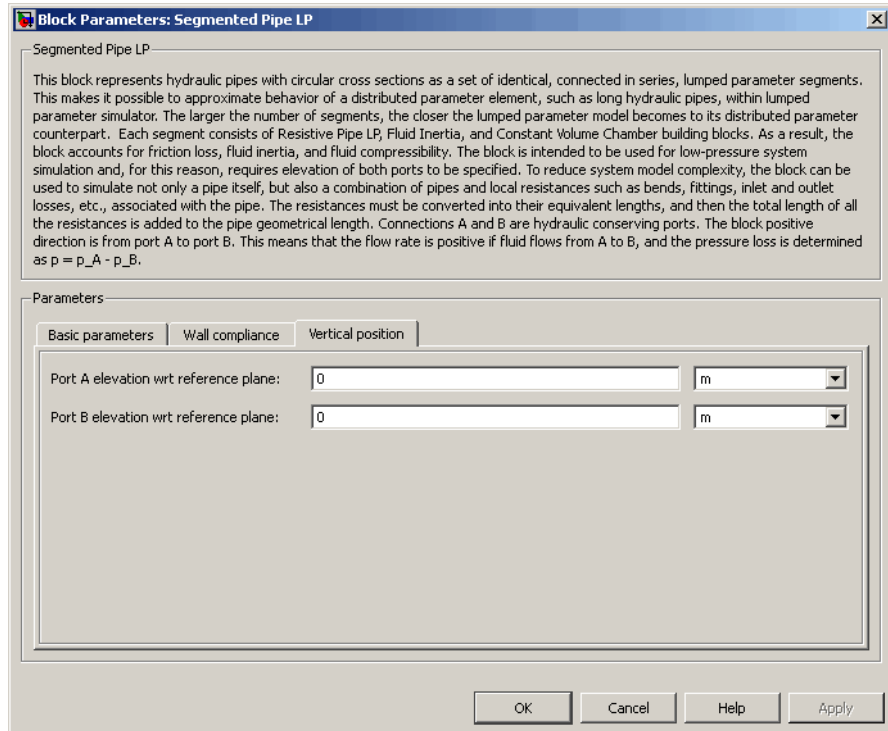 Block Parameters: Segmented Pipe LP
Segmented Pipe LP
This block represents hydraulic pipes with circular cross sections as a set of identical, connected in series, lumped parameter segments.
This makes it possible to approximate behavior of a distributed parameter element, such as long hydraulic pipes, within lumped
parameter simulator. The larger the number of segments, the closer the lumped parameter model becomes to its distributed parameter
counterpart.  Each segment consists of Resistive Pipe LP, Fluid Inertia, and Constant Volume Chamber building blocks. As a result, the
block accounts for friction loss, fluid inertia, and fluid compressibility. The block is intended to be used for low-pressure system
simulation and, for this reason, requires elevation of both ports to be specified. To reduce system model complexity, the block can be
used to simulate not only a pipe itself, but also a combination of pipes and local resistances such as bends, fittings, inlet and outlet
losses, etc., associated with the pipe. The resistances must be converted into their equivalent lengths, and then the total length of all
the resistances is added to the pipe geometrical length. Connections A and B are hydraulic conserving ports. The block positive
direction is from port A to port B. This means that the flow rate is positive if fluid flows from A to B, and the pressure loss is determined
as p = p_A - p_B.
Parameters
Basic parameters Wall compliance Vertical position
Port A elevation wrt reference plane: 0 m
Port B elevation wrt reference plane: 0 m
OK Cancel Help Apply